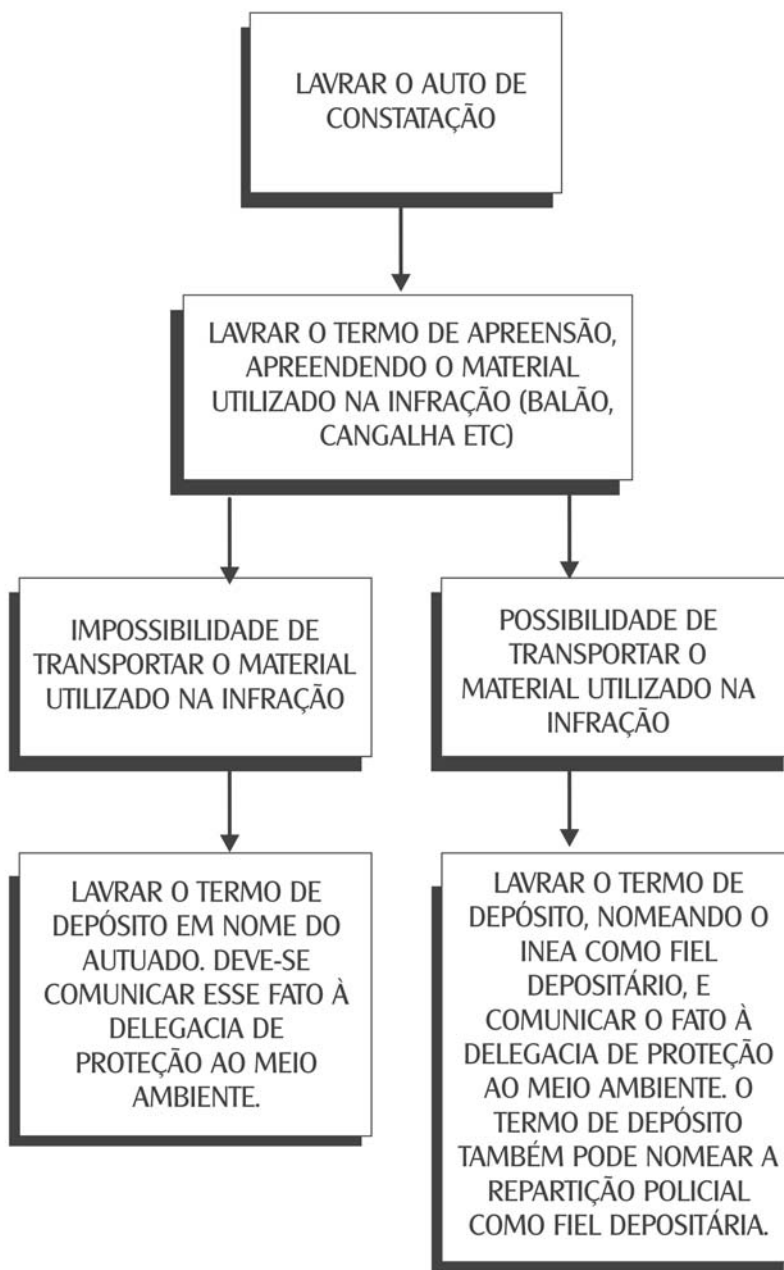 LAVRAR O AUTO DE
CONSTATAÇÃO
LAVRAR O TERMO DE APREENSÃO,
APREENDENDO O MATERIAL
UTILIZADO NA INFRAÇÃO (BALÃO,
CANGALHA ETC)
IMPOSSIBILIDADE DE
TRANSPORTAR O MATERIAL
UTILIZADO NA INFRAÇÃO
POSSIBILIDADE DE
TRANSPORTAR O
MATERIAL UTILIZADO NA
INFRAÇÃO
LAVRAR O TERMO DE
DEPÓSITO EM NOME DO
AUTUADO. DEVE-SE
COMUNICAR ESSE FATO À
DELEGACIA DE
PROTEÇÃO AO MEIO
AMBIENTE.
LAVRAR O TERMO DE
DEPÓSITO, NOMEANDO O
INEA COMO FIEL
DEPOSITÁRIO, E
COMUNICAR O FATO À
DELEGACIA DE PROTEÇÃO
AO MEIO AMBIENTE. O
TERMO DE DEPÓSITO
TAMBÉM PODE NOMEAR A
REPARTIÇÃO POLICIAL
COMO FIEL DEPOSITÁRIA.